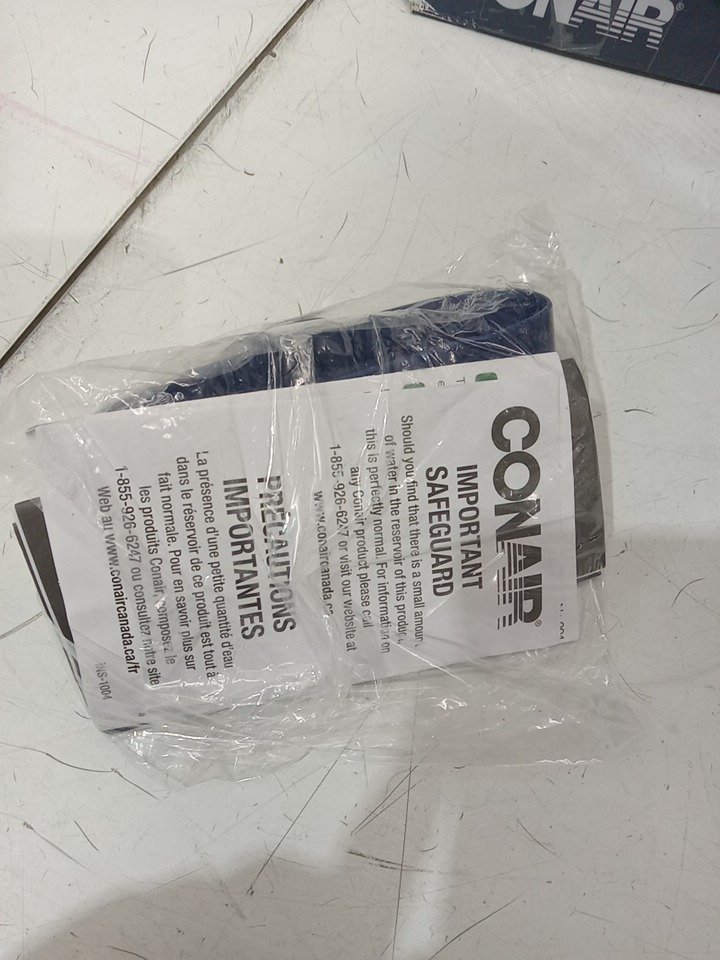 CONAIR®
CONAIR®
IMPORTANT
SAFEGUARD
Should you find that there is a small amount
of water in the reservoir of this product,
this is perfectly normal. For information on
any Conair product please call
1-855-926-6247 or visit our website at
www.conaircanada.ca
PRÉCAUTIONS
IMPORTANTES
La présence d'une petite quantité d'eau
dans le réservoir de ce produit est tout à
fait normale. Pour en savoir plus sur
les produits Conair, composez le
1-855-926-6247 ou consultez notre site
Web au www.conaircanada.ca/fr